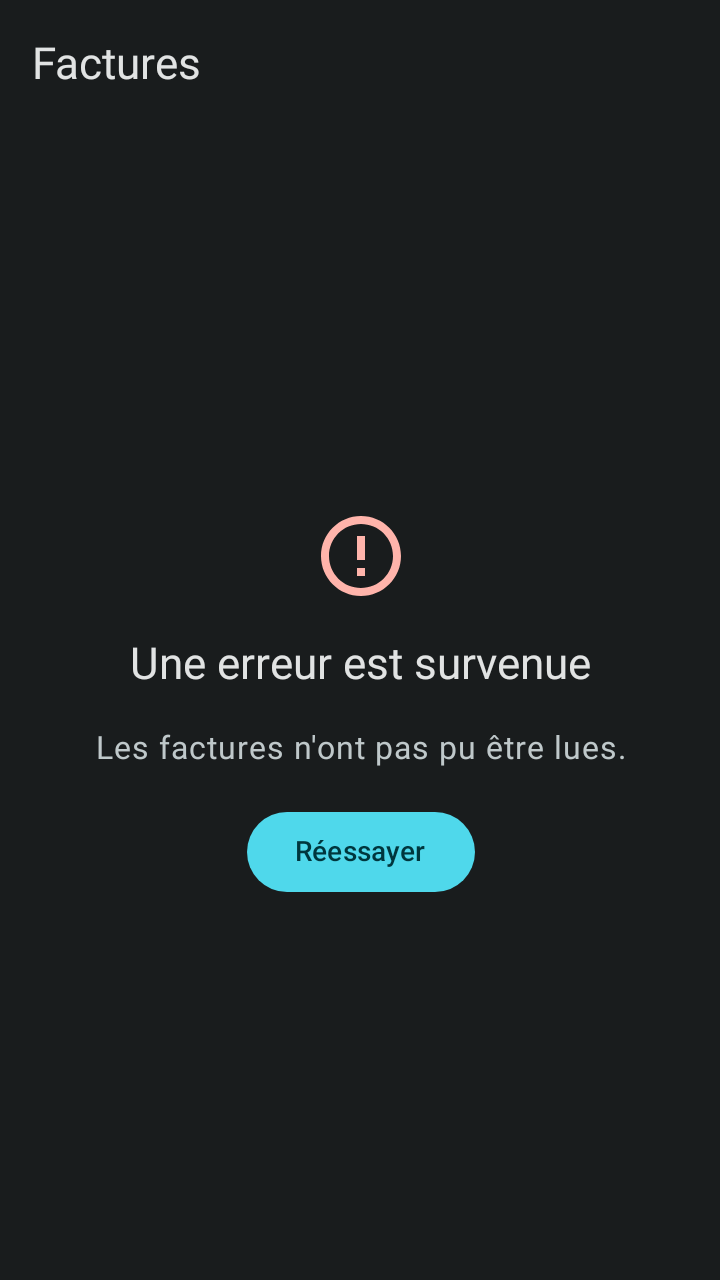 Factures
Une erreur est survenue
Les factures n'ont pas pu être lues.
Réessayer